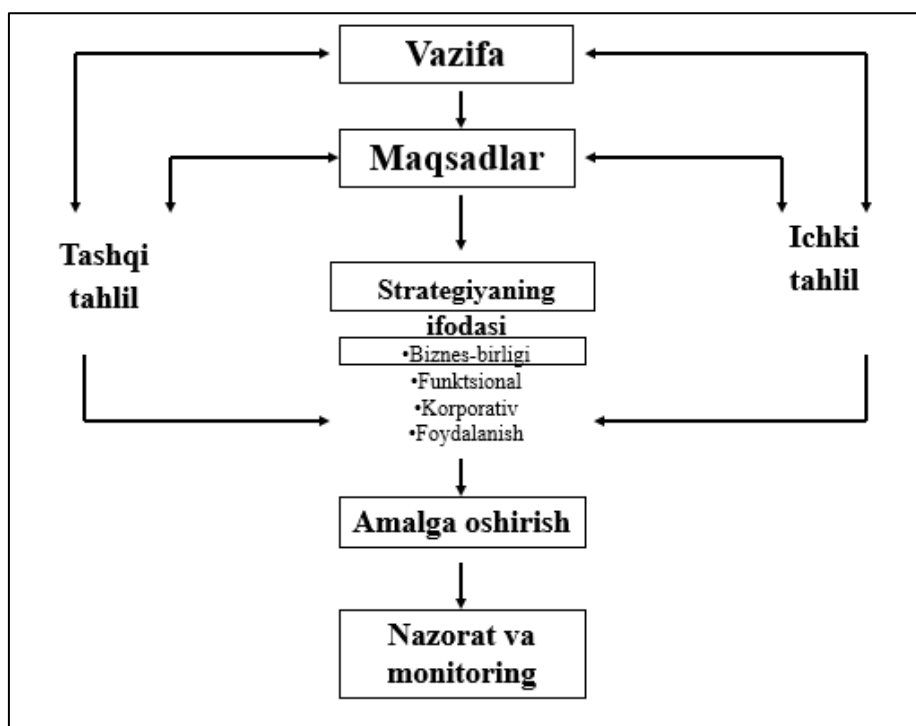 Vazifa
Maqsadlar
Tashqi
tahlil
Ichki
tahlil
Strategiyaning
ifodasi
•Biznes-birligi
•Funktsional
•Korporativ
•Foydalanish
Amalga oshirish
Nazorat va
monitoring